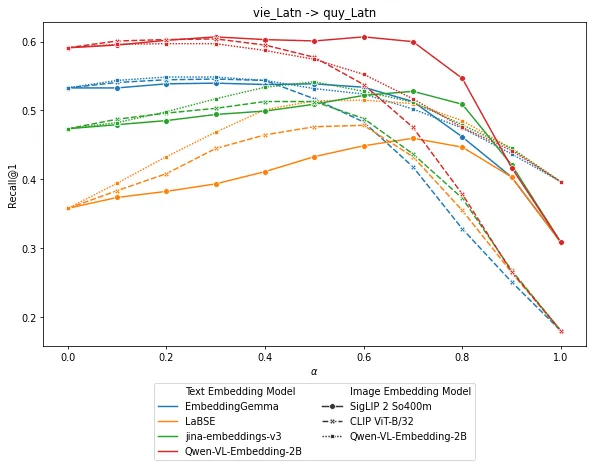 vie_Latn -> quy_Latn
Recall@1
0.6
0.5
0.4
0.3
0.2
0.0 0.2 0.4 0.6 0.8 1.0
α
Text Embedding Model Image Embedding Model
EmbeddingGemma SigLIP 2 So400m
LaBSE CLIP ViT-B/32
jina-embeddings-v3 Qwen-VL-Embedding-2B
Qwen-VL-Embedding-2B